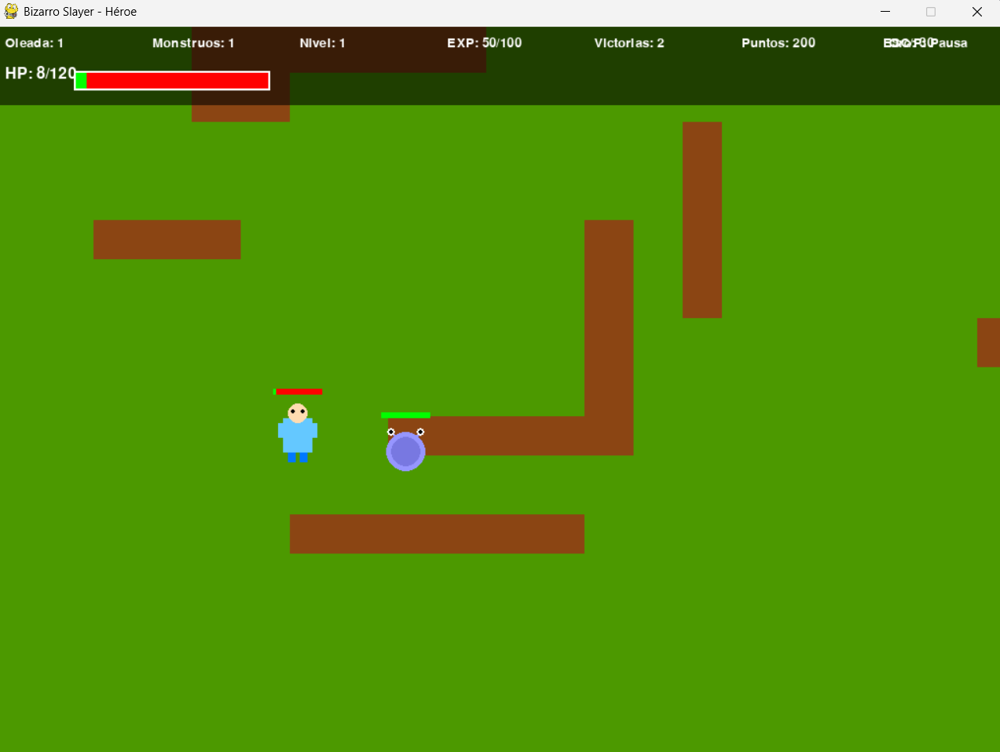 Bizarro Slayer - Héroe
Oleada: 1 Monstruos: 1 Nivel: 1 EXP: 50/100 Victorias: 2 Puntos: 200 Pausa
HP: 8/120